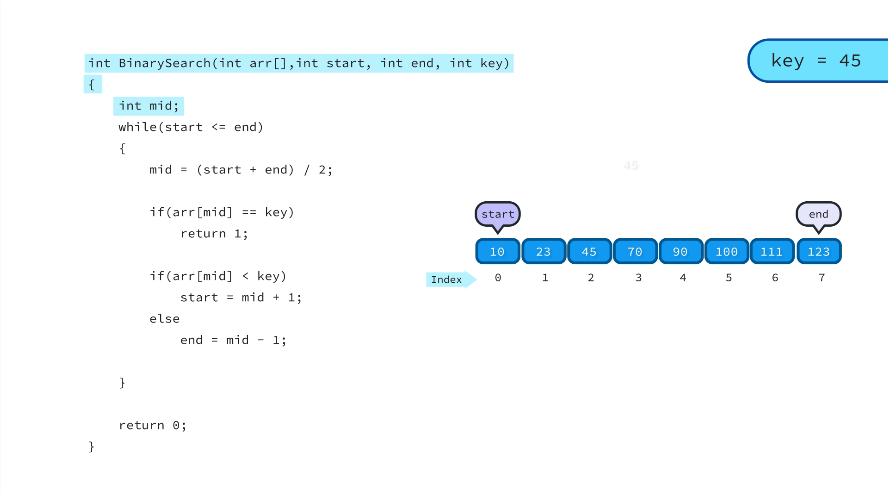 key = 45
int BinarySearch(int arr[],int start, int end, int key)
{
int mid;
while(start <= end)
{
mid = (start + end) / 2;
if(arr[mid] == key)
return 1;
if(arr[mid] < key)
start = mid + 1;
else
end = mid - 1;
}
return 0;
}
45
start end
10 23 45 70 90 100 111 123
Index 0 1 2 3 4 5 6 7